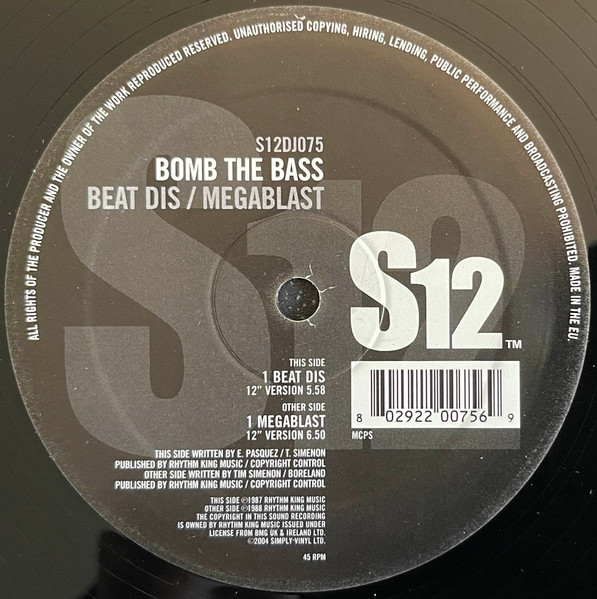 ALL RIGHTS OF THE PRODUCER AND THE OWNER OF THE WORK REPRODUCED RESERVED. UNAUTHORISED COPYING, HIRING, LENDING, PUBLIC PERFORMANCE AND BROADCASTING PROHIBITED. MADE IN THE EU.
S12
S12DJ075
BOMB THE BASS
BEAT DIS / MEGABLAST
S12™
THIS SIDE
1 BEAT DIS
12" VERSION 5.58
OTHER SIDE
1 MEGABLAST
12" VERSION 6.50
8 02922 00756 9
MCPS
THIS SIDE WRITTEN BY E. PASQUEZ / T. SIMENON
PUBLISHED BY RHYTHM KING MUSIC / COPYRIGHT CONTROL
OTHER SIDE WRITTEN BY TIM SIMENON / BORELAND
PUBLISHED BY RHYTHM KING MUSIC / COPYRIGHT CONTROL
THIS SIDE ℗1987 RHYTHM KING MUSIC
OTHER SIDE ℗1988 RHYTHM KING MUSIC
THE COPYRIGHT IN THIS SOUND RECORDING
IS OWNED BY RHYTHM KING MUSIC ISSUED UNDER
LICENSE FROM BMG UK & IRELAND LTD.
©2004 SIMPLY-VINYL LTD.
45 RPM